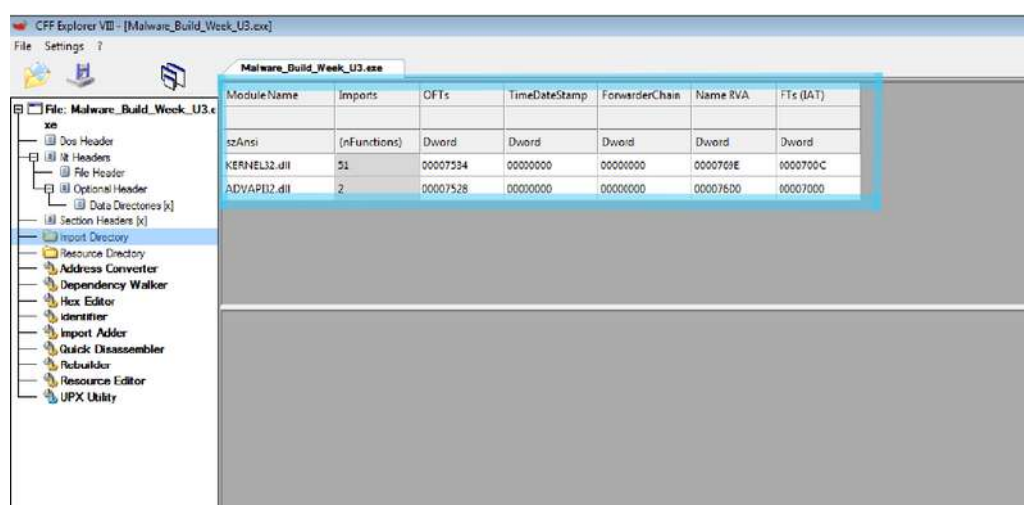 CFF Explorer VIII - [Malware_Build_Week_U3.exe]
File Settings ?
Malware_Build_Week_U3.exe
File: Malware_Build_Week_U3.e
xe
Dos Header
Nt Headers
File Header
Optional Header
Data Directories [x]
Section Headers [x]
Import Directory
Resource Directory
Address Converter
Dependency Walker
Hex Editor
Identifier
Import Adder
Quick Disassembler
Rebuilder
Resource Editor
UPX Utility
Module Name Imports OFTs TimeDateStamp ForwarderChain Name RVA FTs (IAT)
szAnsi (nFunctions) Dword Dword Dword Dword Dword
KERNEL32.dll 51 00007534 00000000 00000000 0000769E 0000700C
ADVAPI32.dll 2 00007528 00000000 00000000 000076D0 00007000